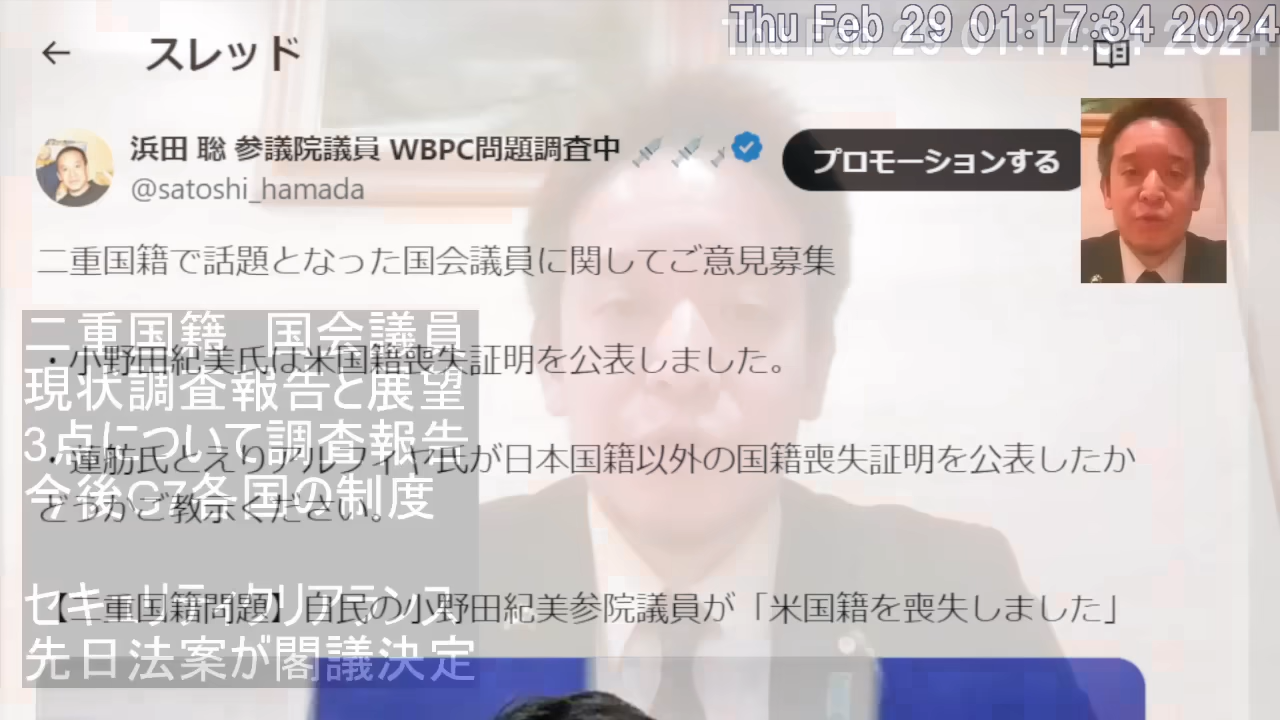 Thu Feb 29 01:17:34 2024
スレッド
浜田 聡 参議院議員 WBPC問題調査中
@satoshi_hamada
プロモーションする
二重国籍で話題となった国会議員に関してご意見募集
・小野田紀美氏は米国籍喪失証明を公表しました。
・蓮舫氏とえりアルフィヤ氏が日本国籍以外の国籍喪失証明を公表したか
どうかご教示ください。
【二重国籍問題】自民の小野田紀美参院議員が「米国籍を喪失しました」
二重国籍　国会議員
現状調査報告と展望
3点について調査報告
今後G7各国の制度
セキュリティクリアランス
先日法案が閣議決定